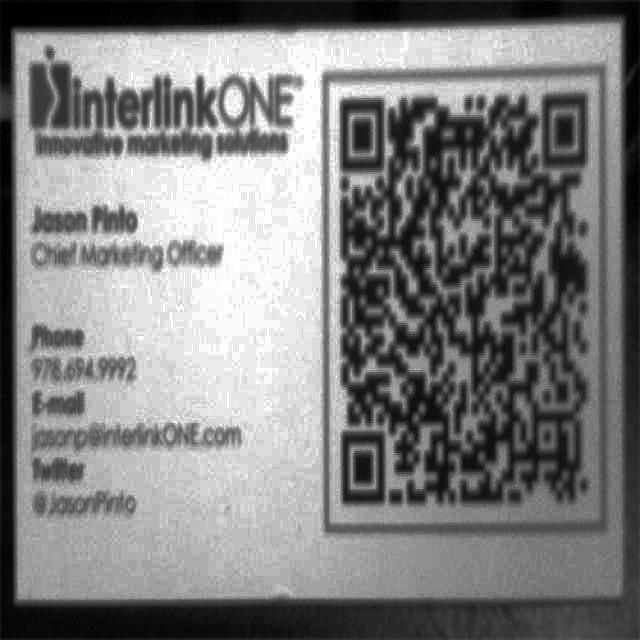 interlinkONE
innovative marketing solutions
Jason Pinto
Chief Marketing Officer
Phone
978.694.9992
E-mail
jasonp@interlinkONE.com
Twitter
@JasonPinto